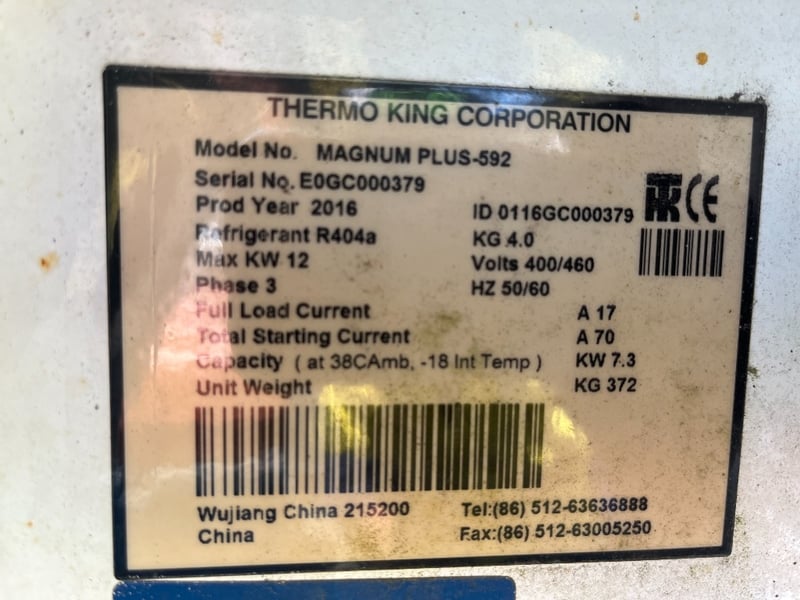 THERMO KING CORPORATION
Model No. MAGNUM PLUS-592
Serial No. E0GC000379
Prod Year 2016 ID 0116GC000379
Refrigerant R404a KG 4.0
Max KW 12 Volts 400/460
Phase 3 HZ 50/60
Full Load Current A 17
Total Starting Current A 70
Capacity ( at 38CAmb, -18 Int Temp ) KW 7.3
Unit Weight KG 372
TK CE
Wujiang China 215200 Tel:(86) 512-63636888
China Fax:(86) 512-63005250